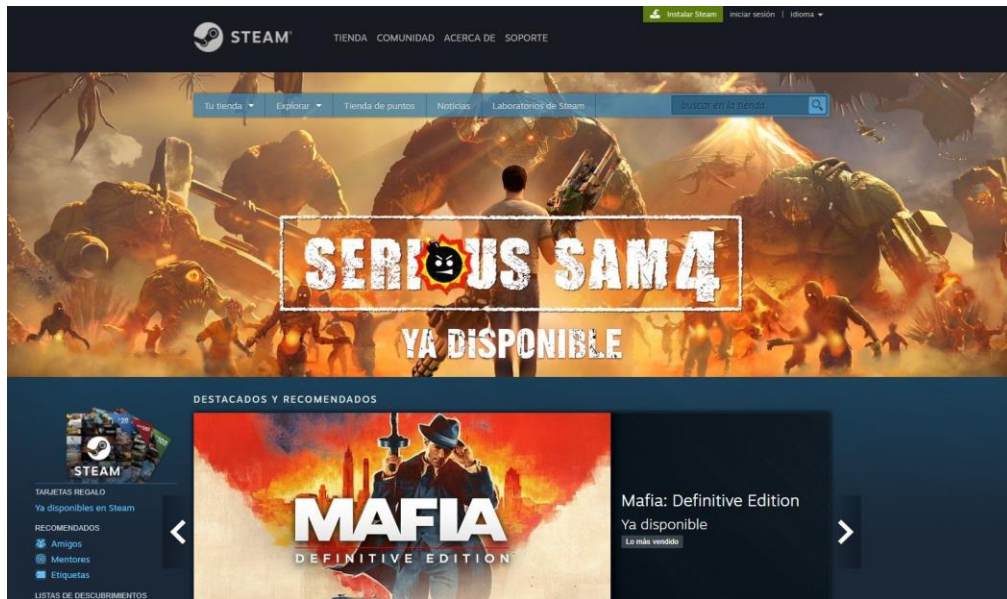 Instalar Steam iniciar sesión | idioma
STEAM® TIENDA COMUNIDAD ACERCA DE SOPORTE
Tu tienda Explorar Tienda de puntos Noticias Laboratorios de Steam buscar en la tienda
SERIOUS SAM 4
YA DISPONIBLE
DESTACADOS Y RECOMENDADOS
STEAM
TARJETAS REGALO
Ya disponibles en Steam
RECOMENDADOS
Amigos
Mentores
Etiquetas
LISTAS DE DESCUBRIMIENTOS
MAFIA
DEFINITIVE EDITION
Mafia: Definitive Edition
Ya disponible
Lo más vendido